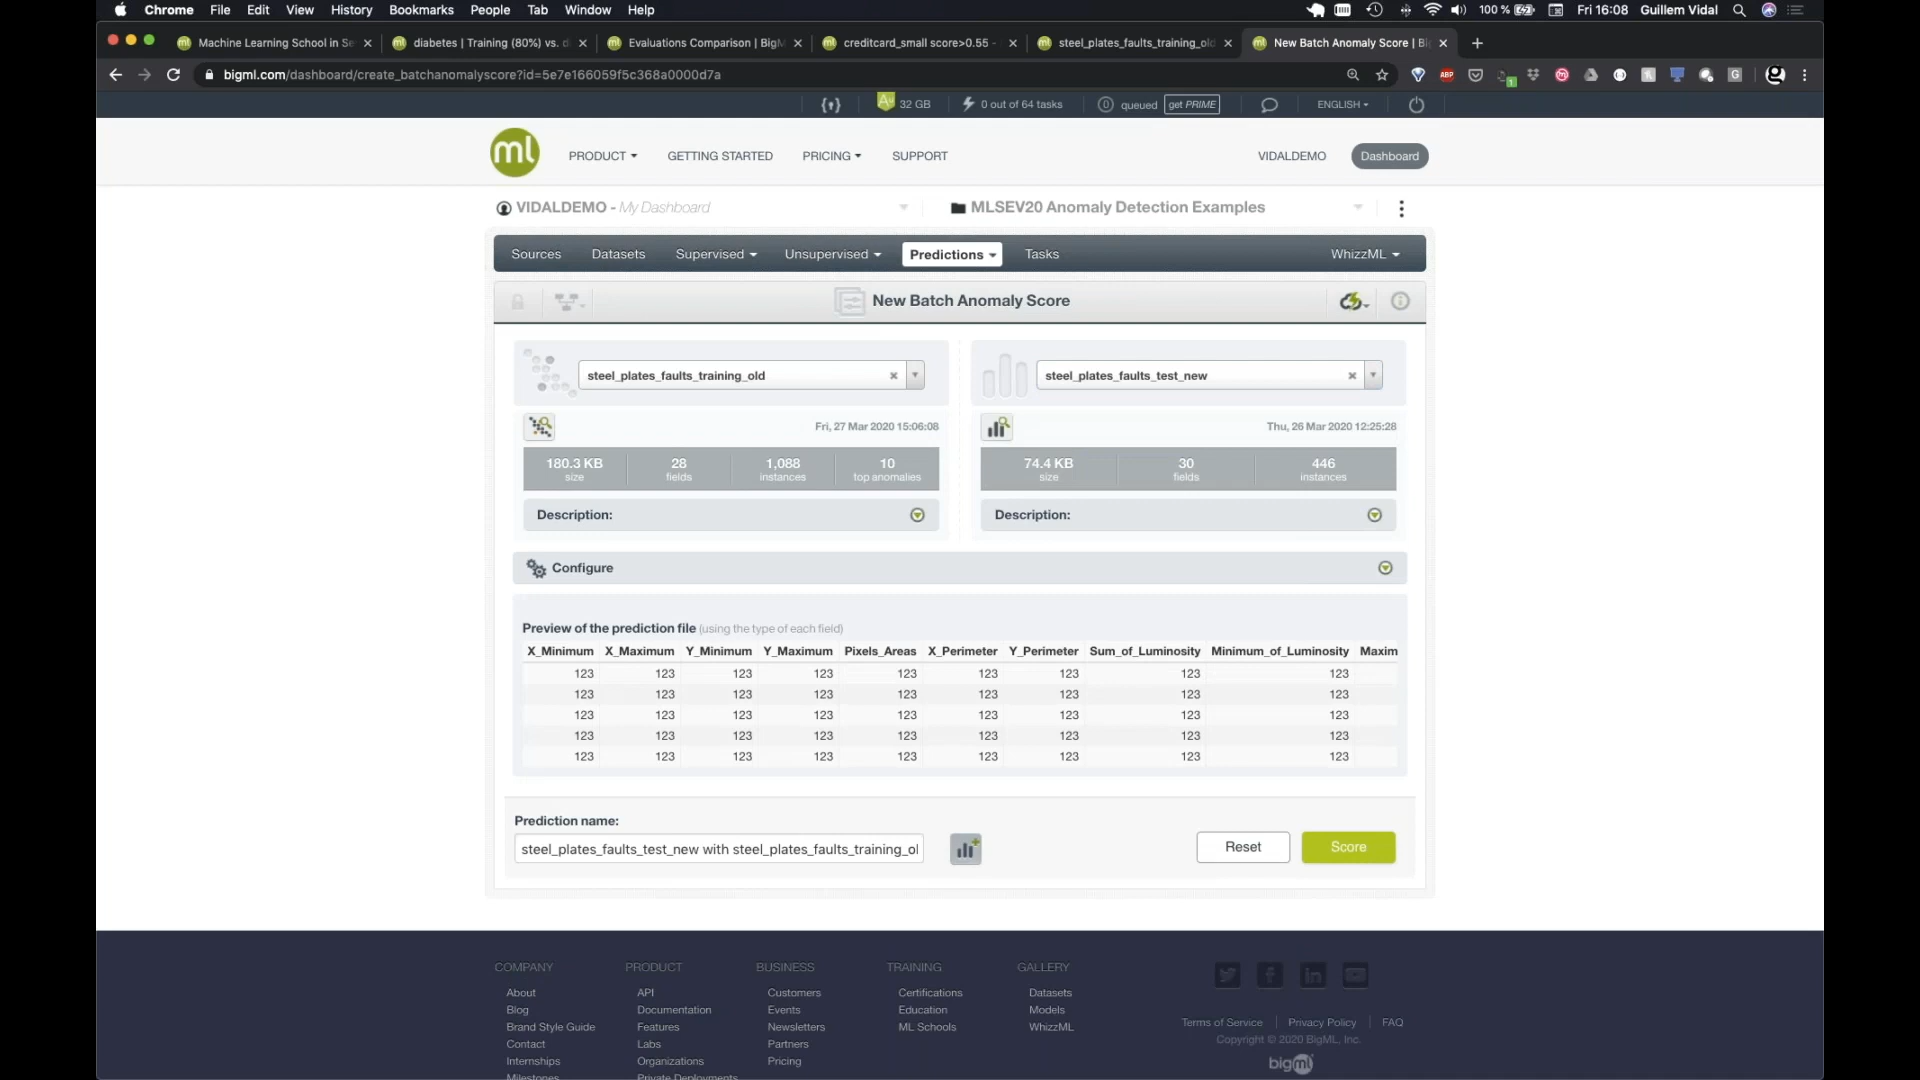 Chrome File Edit View History Bookmarks People Tab Window Help 100 % Fri 16:08 Guillem Vidal
Machine Learning School in Se diabetes | Training (80%) vs. d Evaluations Comparison | BigM creditcard_small score>0.55 - steel_plates_faults_training_old New Batch Anomaly Score | Bi
bigml.com/dashboard/create_batchanomalyscore?id=5e7e166059f5c368a0000d7a
32 GB 0 out of 64 tasks 0 queued get PRIME ENGLISH
ml PRODUCT GETTING STARTED PRICING SUPPORT VIDALDEMO Dashboard
VIDALDEMO - My Dashboard MLSEV20 Anomaly Detection Examples
Sources Datasets Supervised Unsupervised Predictions Tasks WhizzML
New Batch Anomaly Score
steel_plates_faults_training_old steel_plates_faults_test_new
Fri, 27 Mar 2020 15:06:08 Thu, 26 Mar 2020 12:25:28
180.3 KB 28 1,088 10 74.4 KB 30 446
size fields instances top anomalies size fields instances
Description: Description:
Configure
Preview of the prediction file (using the type of each field)
X_Minimum X_Maximum Y_Minimum Y_Maximum Pixels_Areas X_Perimeter Y_Perimeter Sum_of_Luminosity Minimum_of_Luminosity Maxim
123 123 123 123 123 123 123 123 123
123 123 123 123 123 123 123 123 123
123 123 123 123 123 123 123 123 123
123 123 123 123 123 123 123 123 123
123 123 123 123 123 123 123 123 123
Prediction name:
steel_plates_faults_test_new with steel_plates_faults_training_ol Reset Score
COMPANY PRODUCT BUSINESS TRAINING GALLERY
About API Customers Certifications Datasets
Blog Documentation Events Education Models
Brand Style Guide Features Newsletters ML Schools WhizzML
Terms of Service Privacy Policy FAQ
Contact Labs Partners
Copyright © 2020 BigML, Inc.
Internships Organizations Pricing
bigml
Milestones Private Deployments